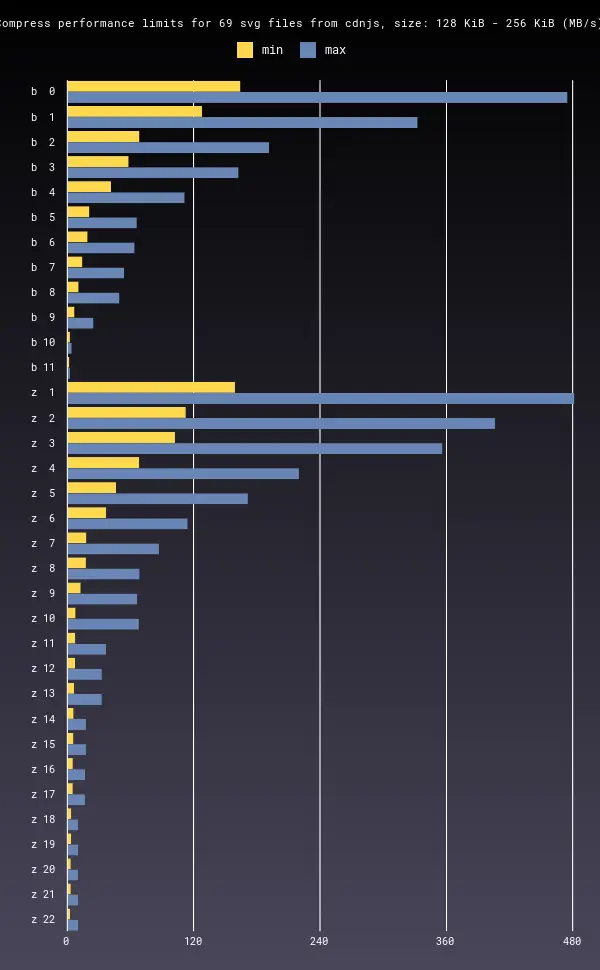 ompress performance limits for 69 svg files from cdnjs, size: 128 KiB - 256 KiB (MB/s)
min max
b 0
b 1
b 2
b 3
b 4
b 5
b 6
b 7
b 8
b 9
b 10
b 11
z 1
z 2
z 3
z 4
z 5
z 6
z 7
z 8
z 9
z 10
z 11
z 12
z 13
z 14
z 15
z 16
z 17
z 18
z 19
z 20
z 21
z 22
0 120 240 360 480